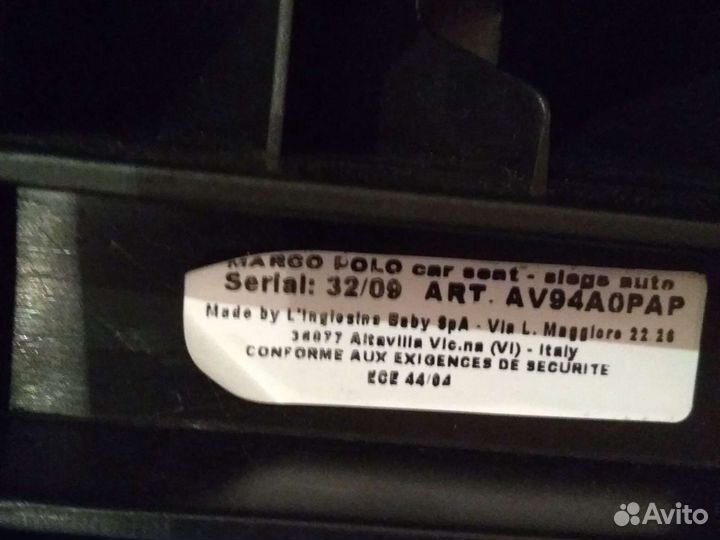 MARCO POLO car seat - siege auto
Serial: 32/09 ART. AV94A0PAP
Made by L'Inglesina Baby SpA - Via L. Maggiore 22 26
36077 Altavilla Vic.na (VI) - Italy
CONFORME AUX EXIGENCES DE SECURITE
ECE 44/04
Avito